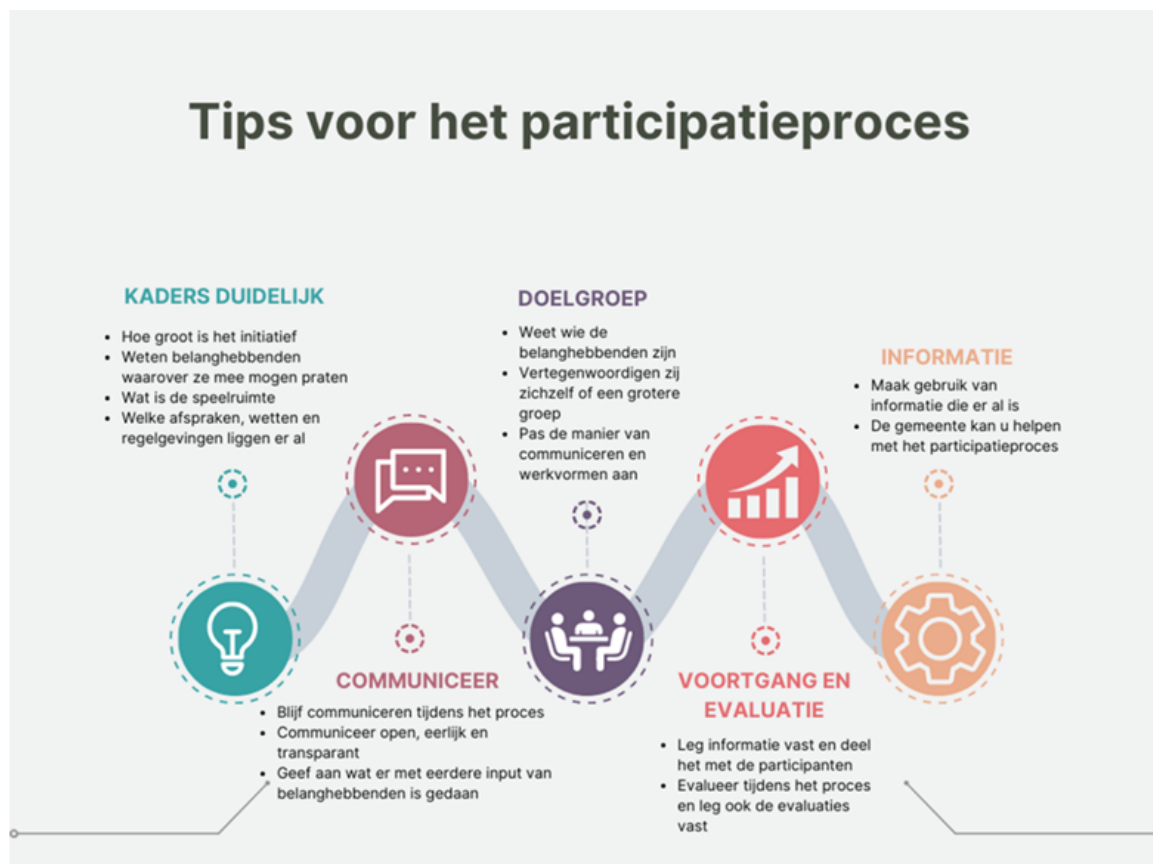 Tips voor het participatieproces
KADERS DUIDELIJK
• Hoe groot is het initiatief
• Weten belanghebbenden
waarover ze mee mogen praten
• Wat is de speelruimte
• Welke afspraken, wetten en
regelgevingen liggen er al
COMMUNICEER
• Blijf communiceren tijdens het proces
• Communiceer open, eerlijk en
transparant
• Geef aan wat er met eerdere input van
belanghebbenden is gedaan
DOELGROEP
• Weet wie de
belanghebbenden zijn
• Vertegenwoordigen zij
zichzelf of een grotere
groep
• Pas de manier van
communiceren en
werkvormen aan
VOORTGANG EN
EVALUATIE
• Leg informatie vast en deel
het met de participanten
• Evalueer tijdens het proces
en leg ook de evaluaties
vast
INFORMATIE
• Maak gebruik van
informatie die er al is
• De gemeente kan u helpen
met het participatieproces